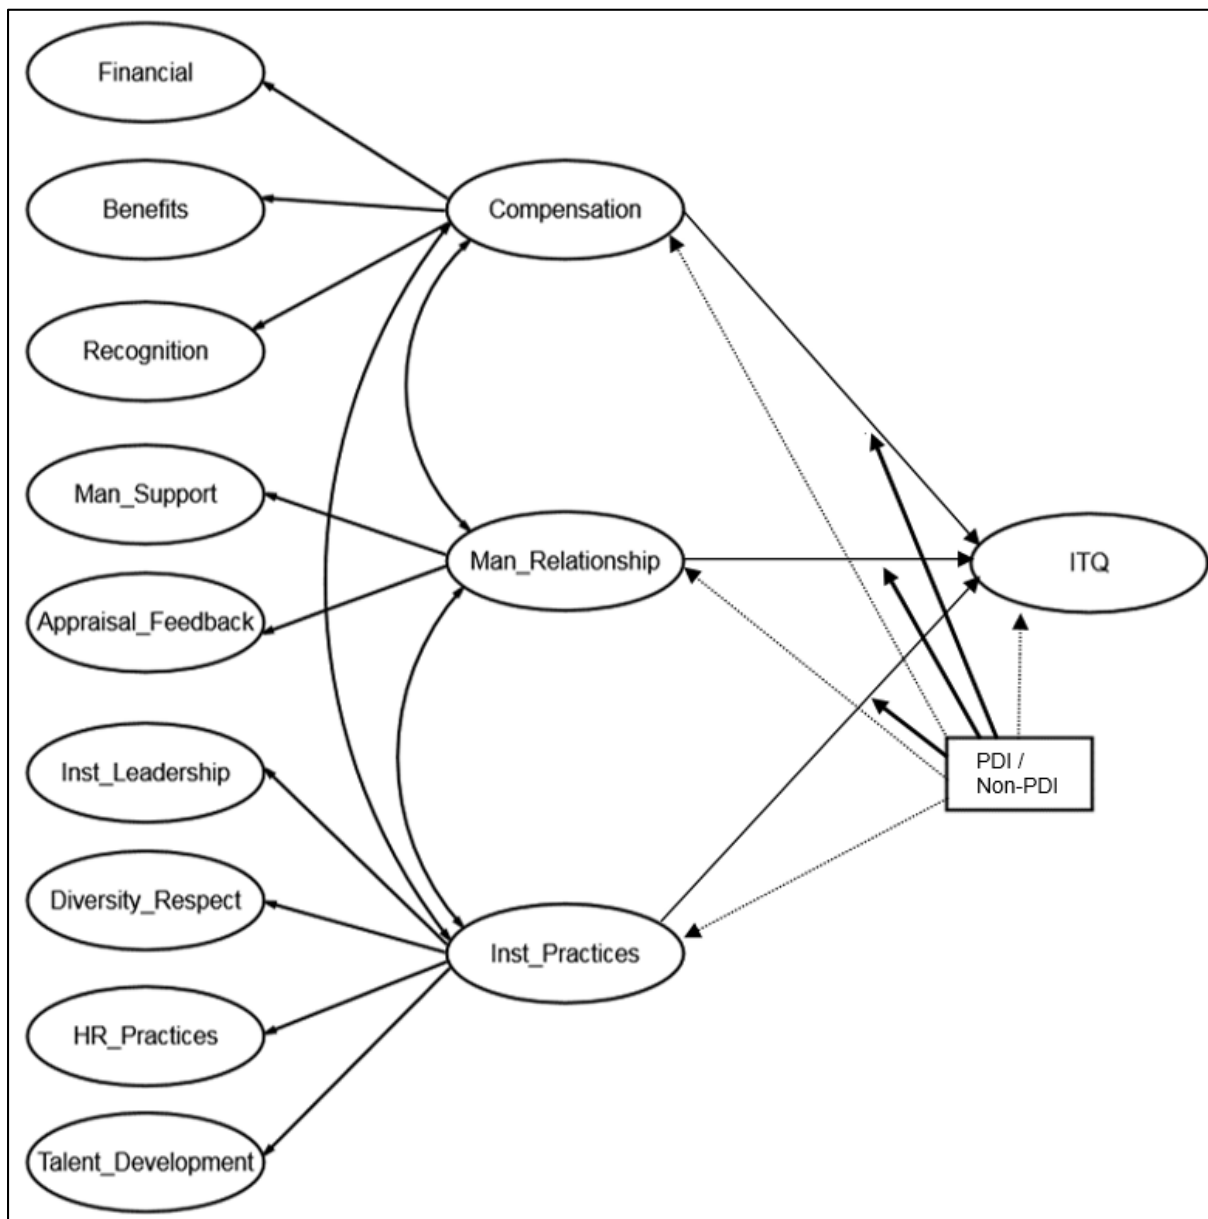 Financial
Benefits
Recognition
Man_Support
Appraisal_Feedback
Inst_Leadership
Diversity_Respect
HR_Practices
Talent_Development
Compensation
Man_Relationship
Inst_Practices
ITQ
PDI /
Non-PDI